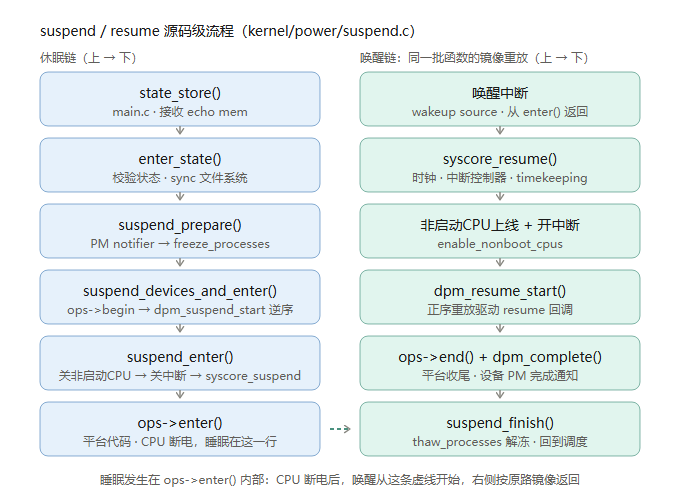 suspend / resume 源码级流程（kernel/power/suspend.c）
休眠链（上 → 下）
state_store()
main.c · 接收 echo mem
enter_state()
校验状态 · sync 文件系统
suspend_prepare()
PM notifier → freeze_processes
suspend_devices_and_enter()
ops->begin → dpm_suspend_start 逆序
suspend_enter()
关非启动CPU → 关中断 → syscore_suspend
ops->enter()
平台代码 · CPU 断电，睡眠在这一行
唤醒链：同一批函数的镜像重放（上 → 下）
唤醒中断
wakeup source · 从 enter() 返回
syscore_resume()
时钟 · 中断控制器 · timekeeping
非启动CPU上线 + 开中断
enable_nonboot_cpus
dpm_resume_start()
正序重放驱动 resume 回调
ops->end() + dpm_complete()
平台收尾 · 设备 PM 完成通知
suspend_finish()
thaw_processes 解冻 · 回到调度
睡眠发生在 ops->enter() 内部：CPU 断电后，唤醒从这条虚线开始，右侧按原路镜像返回